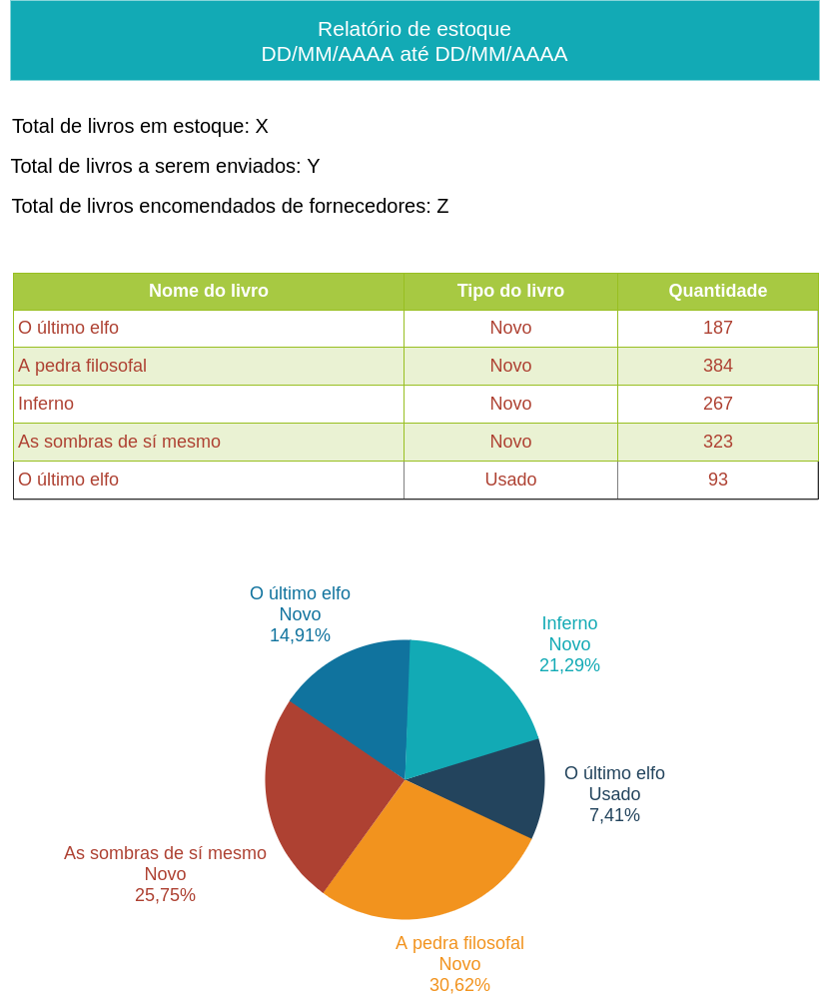 Relatório de estoque
DD/MM/AAAA até DD/MM/AAAA
Total de livros em estoque: X
Total de livros a serem enviados: Y
Total de livros encomendados de fornecedores: Z
Nome do livro Tipo do livro Quantidade
O último elfo Novo 187
A pedra filosofal Novo 384
Inferno Novo 267
As sombras de sí mesmo Novo 323
O último elfo Usado 93
O último elfo
Novo
14,91%
Inferno
Novo
21,29%
O último elfo
Usado
7,41%
As sombras de sí mesmo
Novo
25,75%
A pedra filosofal
Novo
30,62%